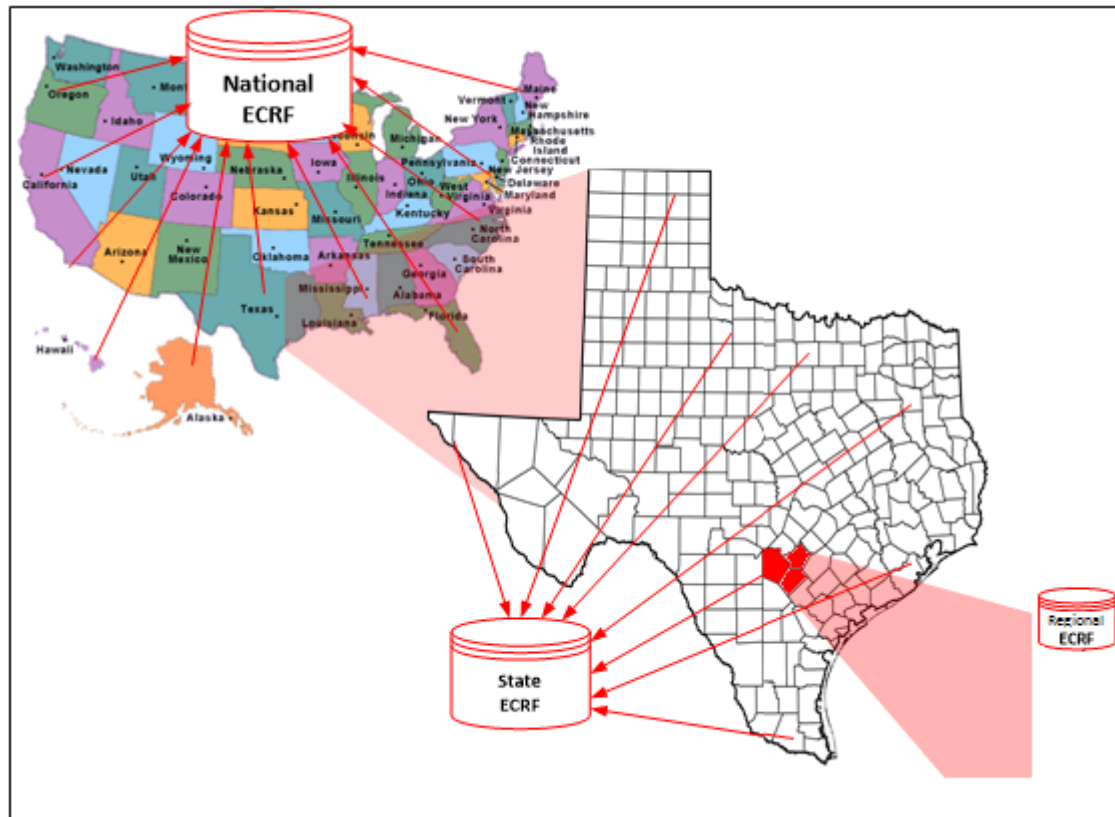 National
ECRF
Washington
Mont
Oregon
Idaho
Wyoming
Nevada
Utah
California
Colorado
Nebraska
Iowa
Kansas
Missouri
Illinois
Indiana
Ohio
Michigan
Pennsylvania
New York
Vermont
Maine
New
Hampshire
Massachusetts
Rhode
Island
Connecticut
New Jersey
Delaware
Maryland
West
Virginia
Virginia
Kentucky
North
Carolina
Tennessee
South
Carolina
Arizona
New
Mexico
Oklahoma
Arkansas
Georgia
Mississippi
Alabama
Texas
Louisiana
Florida
Hawaii
Alaska
Regional
ECRF
State
ECRF